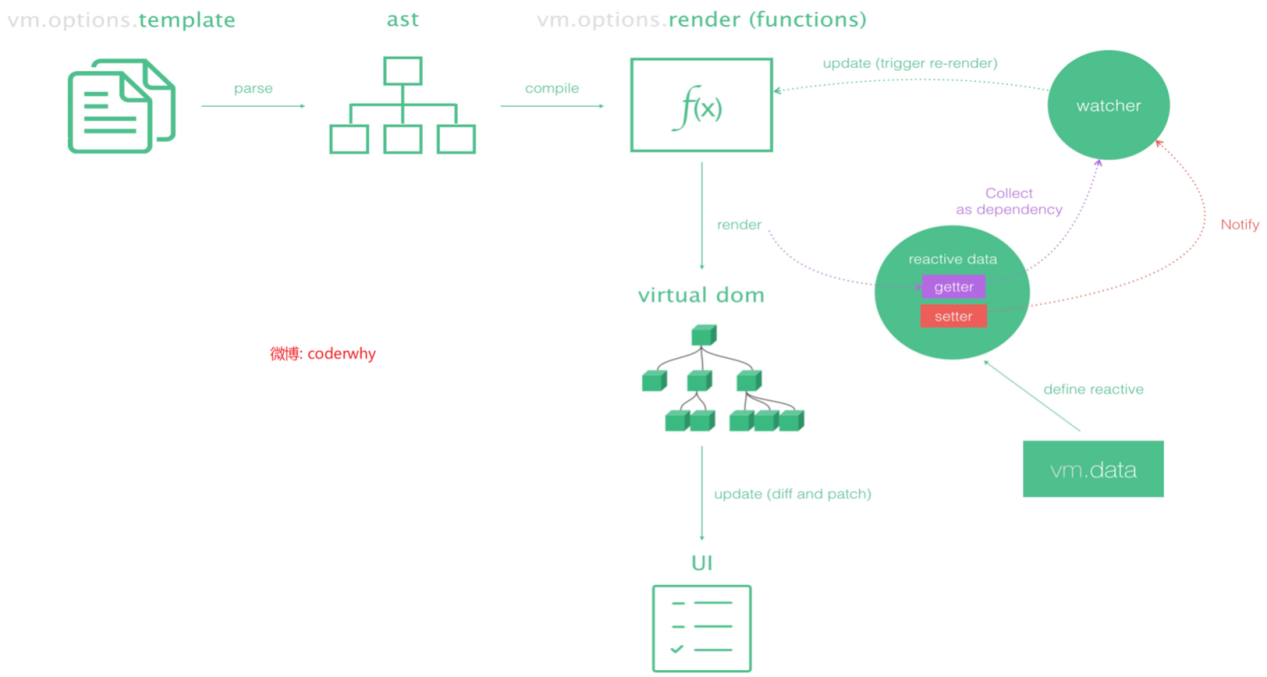 vm.options.template
ast
vm.options.render (functions)
parse
compile
f(x)
update (trigger re-render)
watcher
Collect
as dependency
render
Notify
reactive data
getter
setter
virtual dom
微博: coderwhy
define reactive
vm.data
update (diff and patch)
UI